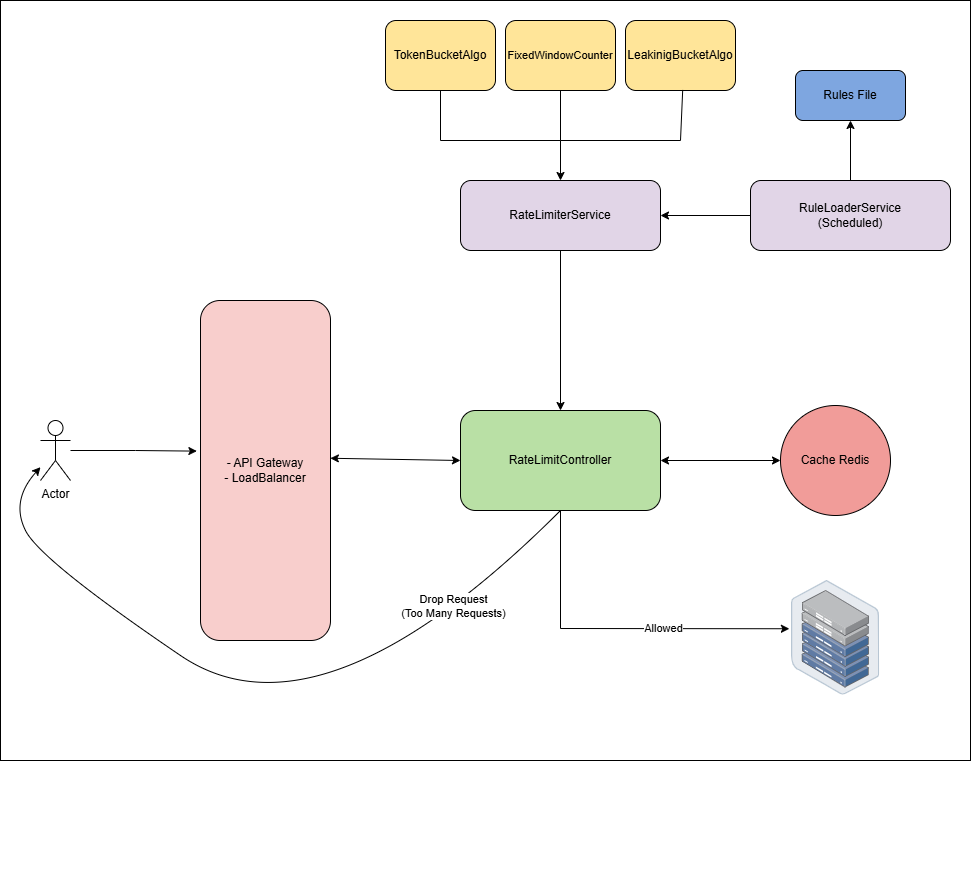 TokenBucketAlgo
FixedWindowCounter
LeakinigBucketAlgo
Rules File
RateLimiterService
RuleLoaderService
(Scheduled)
- API Gateway
- LoadBalancer
Actor
RateLimitController
Cache Redis
Drop Request
(Too Many Requests)
Allowed